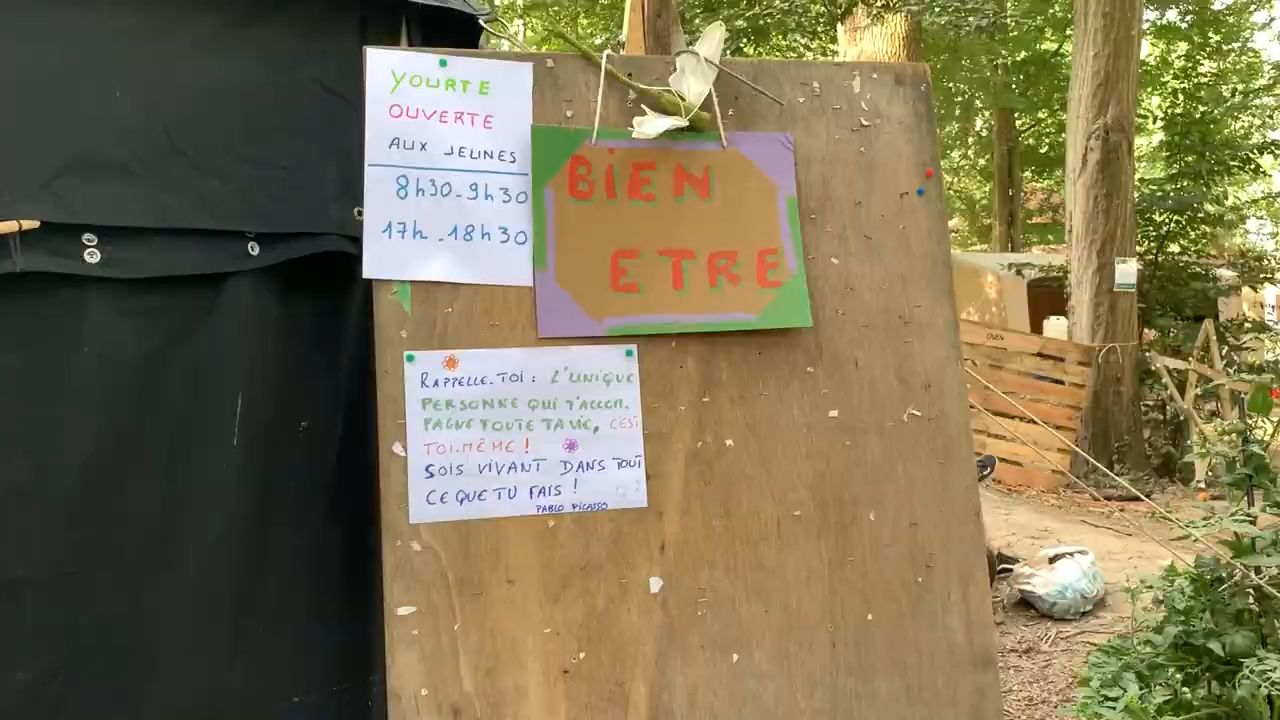 YOURTE
OUVERTE
AUX JEUNES
8h30-9h30
17h-18h30
BiEN
ETRE
RAPPELLE-TOI : L'UNIQUE
PERSONNE QUI T'ACCOM-
PAGNE TOUTE TA VIE, C'EST
TOI-MÊME !
SOIS VIVANT DANS TOUT
CE QUE TU FAIS !
PABLO PICASSO